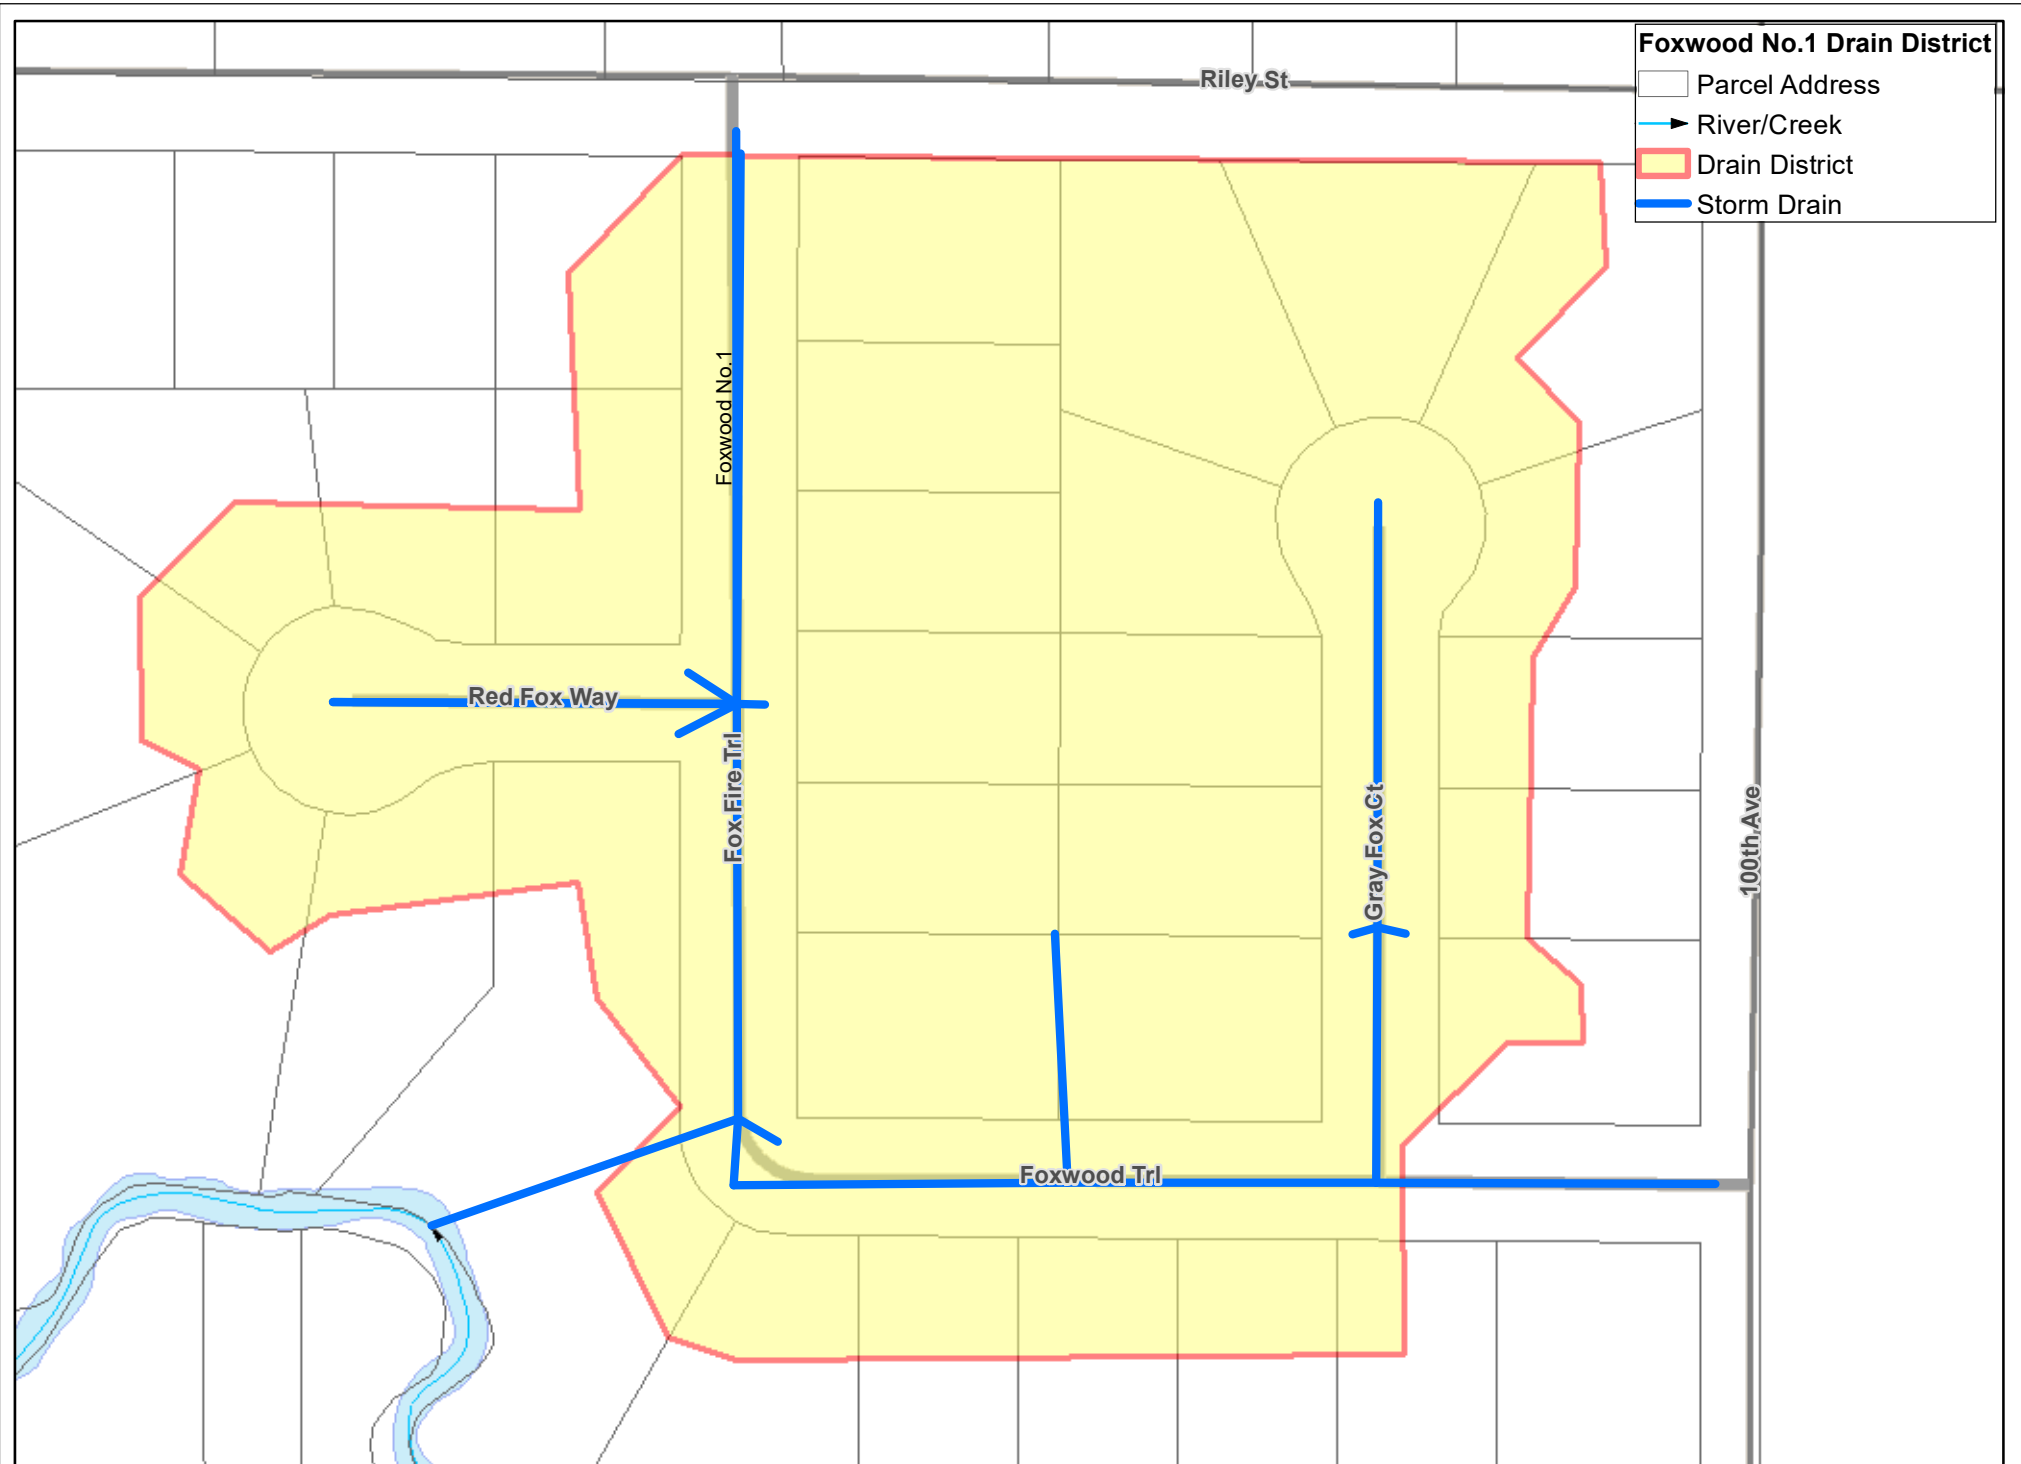 Foxwood No.1 Drain District
Parcel Address
River/Creek
Drain District
Storm Drain
Riley St
Foxwood No.1
Red Fox Way
Fox Fire Trl
Gray Fox Ct
100th Ave
Foxwood Trl